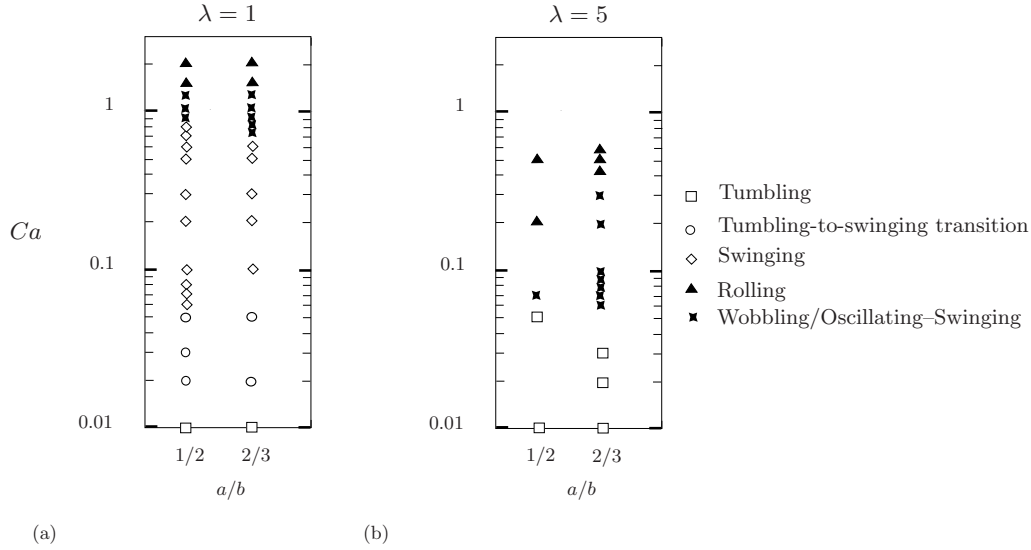 λ = 1
λ = 5
1
0.1
0.01
Ca
1/2 2/3
a/b
(a)
1
0.1
0.01
1/2 2/3
a/b
(b)
Tumbling
Tumbling-to-swinging transition
Swinging
Rolling
Wobbling/Oscillating–Swinging